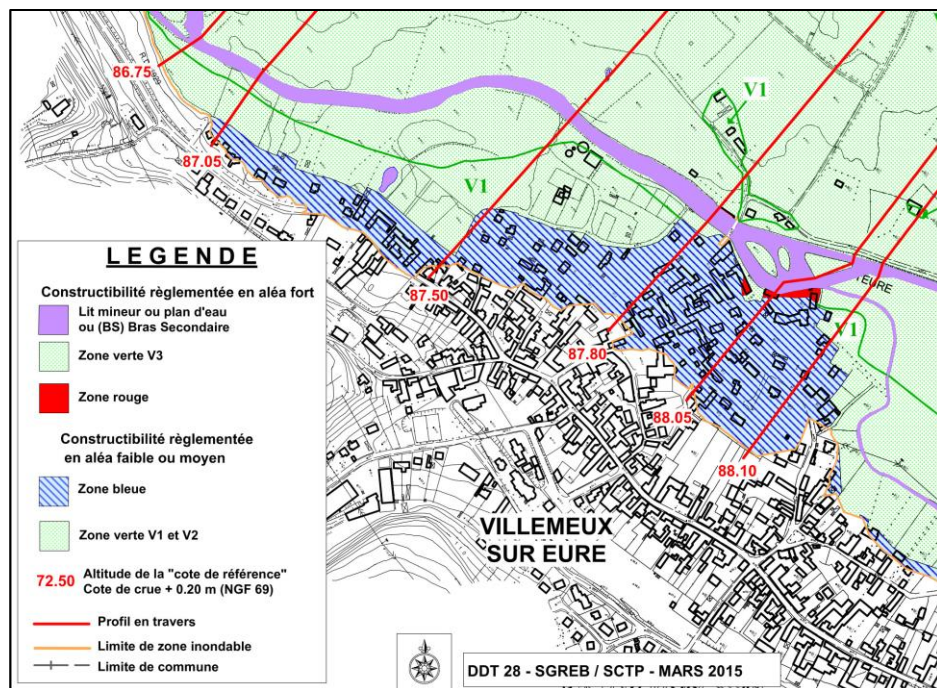 86.75
87.05
V1
V1
87.50
87.80
88.05
88.10
V1
L'EURE
VILLEMEUX
SUR EURE
LEGENDE
Constructibilité règlementée en aléa fort
Lit mineur ou plan d'eau
ou (BS) Bras Secondaire
Zone verte V3
Zone rouge
Constructibilité règlementée
en aléa faible ou moyen
Zone bleue
Zone verte V1 et V2
72.50 Altitude de la "cote de référence"
Cote de crue + 0.20 m (NGF 69)
Profil en travers
Limite de zone inondable
Limite de commune
DDT 28 - SGREB / SCTP - MARS 2015